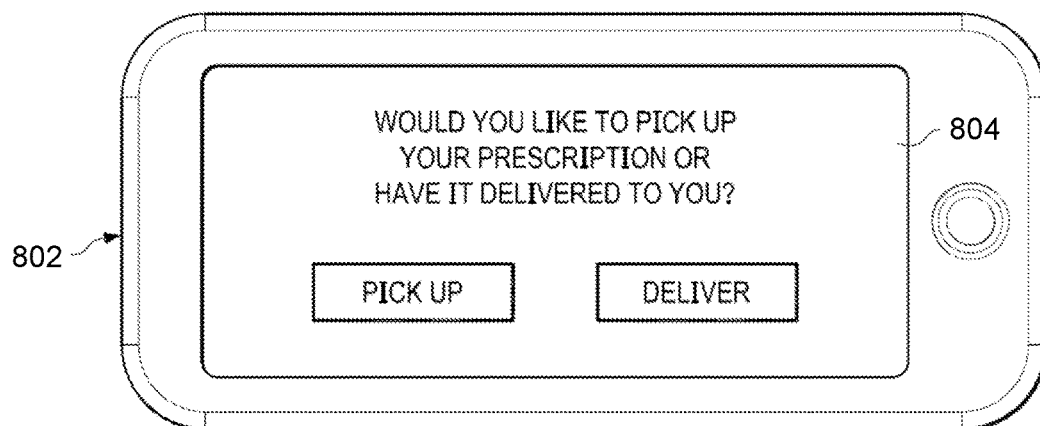 WOULD YOU LIKE TO PICK UP
YOUR PRESCRIPTION OR
HAVE IT DELIVERED TO YOU?
804
802
PICK UP
DELIVER